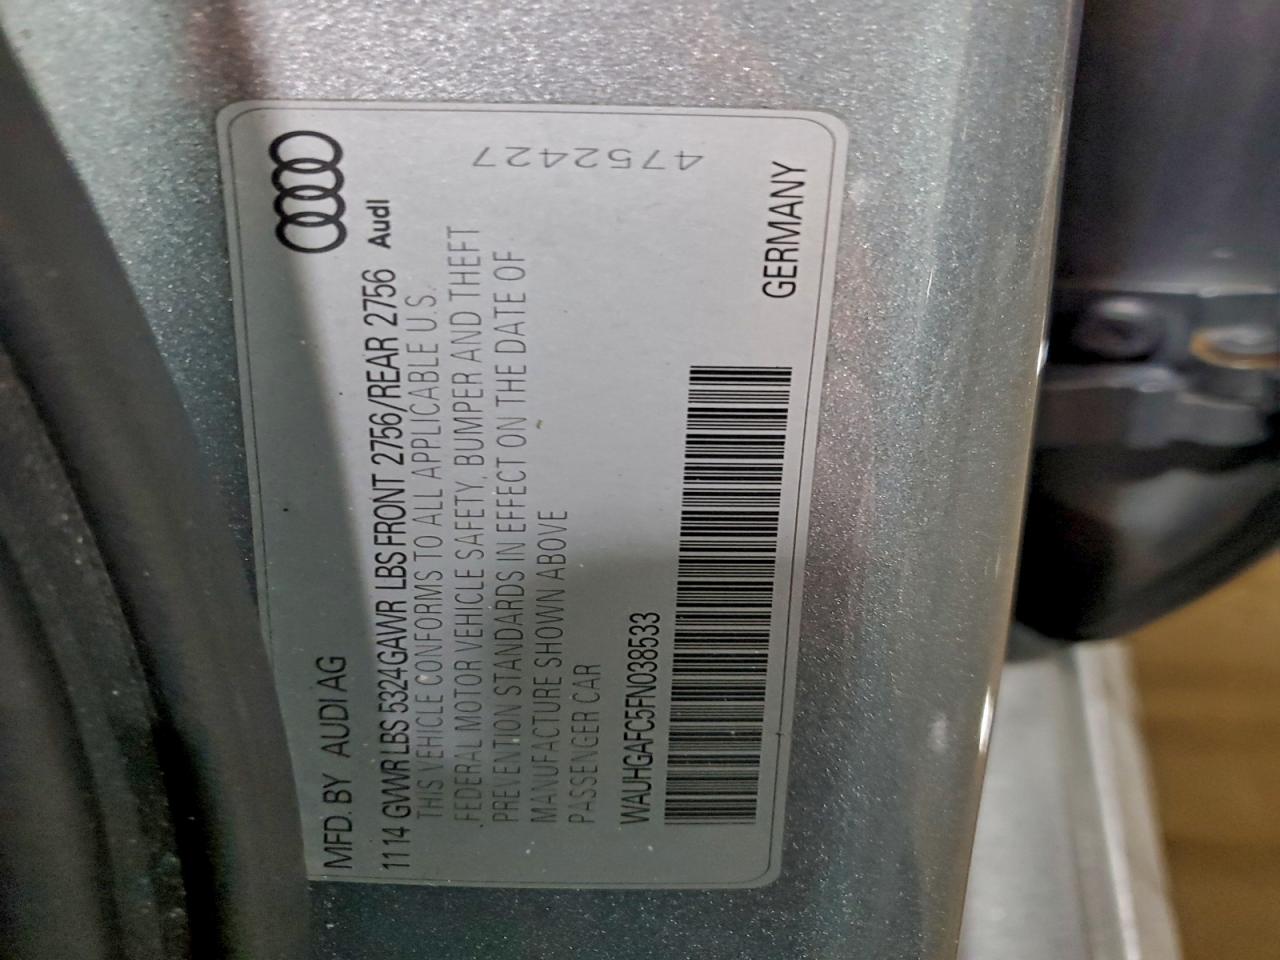 MFD. BY AUDI AG
1114 GVWR LBS 5324 GAWR LBS FRONT 2756/REAR 2756 Audi
THIS VEHICLE CONFORMS TO ALL APPLICABLE U.S.
FEDERAL MOTOR VEHICLE SAFETY, BUMPER AND THEFT
PREVENTION STANDARDS IN EFFECT ON THE DATE OF
MANUFACTURE SHOWN ABOVE
PASSENGER CAR
WAUHGAFC5FN038533
GERMANY
4752427